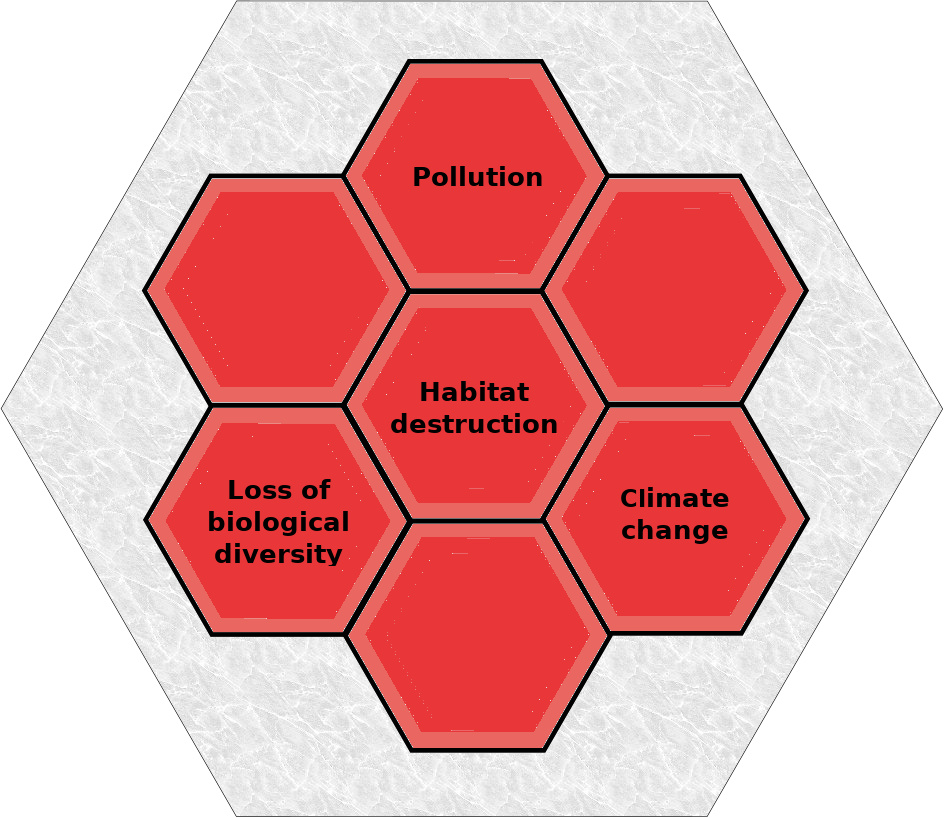 Pollution
Habitat
destruction
Loss of
biological
diversity
Climate
change